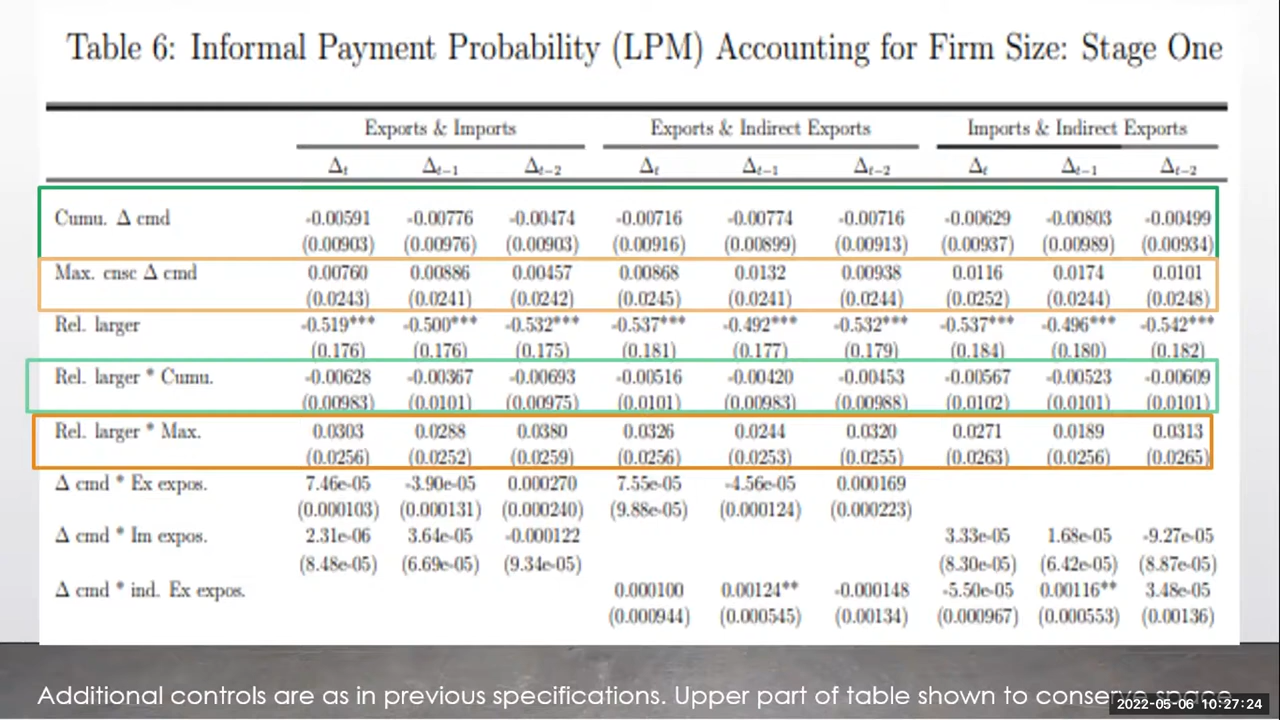 Table 6: Informal Payment Probability (LPM) Accounting for Firm Size: Stage One
Exports & Imports Exports & Indirect Exports Imports & Indirect Exports
Δt Δt−1 Δt−2 Δt Δt−1 Δt−2 Δt Δt−1 Δt−2
Cumu. Δ cmd -0.00591 -0.00776 -0.00474 -0.00716 -0.00774 -0.00716 -0.00629 -0.00803 -0.00499
(0.00903) (0.00976) (0.00903) (0.00916) (0.00899) (0.00913) (0.00937) (0.00989) (0.00934)
Max. cnsc Δ cmd 0.00760 0.00886 0.00457 0.00868 0.0132 0.00938 0.0116 0.0174 0.0101
(0.0243) (0.0241) (0.0242) (0.0245) (0.0241) (0.0244) (0.0252) (0.0244) (0.0248)
Rel. larger -0.519*** -0.500*** -0.532*** -0.537*** -0.492*** -0.532*** -0.537*** -0.496*** -0.542***
(0.176) (0.176) (0.175) (0.181) (0.177) (0.179) (0.184) (0.180) (0.182)
Rel. larger * Cumu. -0.00628 -0.00367 -0.00693 -0.00516 -0.00420 -0.00453 -0.00567 -0.00523 -0.00609
(0.00983) (0.0101) (0.00975) (0.0101) (0.00983) (0.00988) (0.0102) (0.0101) (0.0101)
Rel. larger * Max. 0.0303 0.0288 0.0380 0.0326 0.0244 0.0320 0.0271 0.0189 0.0313
(0.0256) (0.0252) (0.0259) (0.0256) (0.0253) (0.0255) (0.0263) (0.0256) (0.0265)
Δ cmd * Ex expos. 7.46e-05 -3.90e-05 0.000270 7.55e-05 -4.56e-05 0.000169
(0.000103) (0.000131) (0.000240) (9.88e-05) (0.000124) (0.000223)
Δ cmd * Im expos. 2.31e-06 3.64e-05 -0.000122 3.33e-05 1.68e-05 -9.27e-05
(8.48e-05) (6.69e-05) (9.34e-05) (8.30e-05) (6.42e-05) (8.87e-05)
Δ cmd * ind. Ex expos. 0.000100 0.00124** -0.000148 -5.50e-05 0.00116** 3.48e-05
(0.000944) (0.000545) (0.00134) (0.000967) (0.000553) (0.00136)
Additional controls are as in previous specifications. Upper part of table shown to conserve space.
2022-05-06 10:27:24